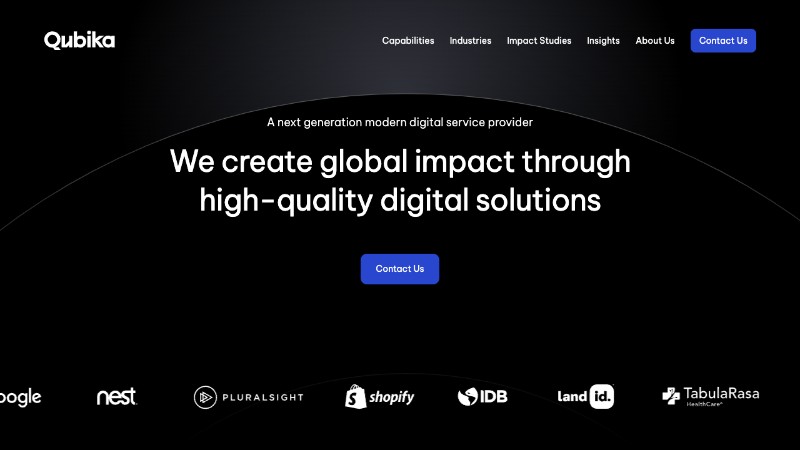 Qubika
Capabilities
Industries
Impact Studies
Insights
About Us
Contact Us
A next generation modern digital service provider
We create global impact through
high-quality digital solutions
Contact Us
oogle
nest
PLURALSIGHT
shopify
IDB
land id.
TabulaRasa
HealthCare